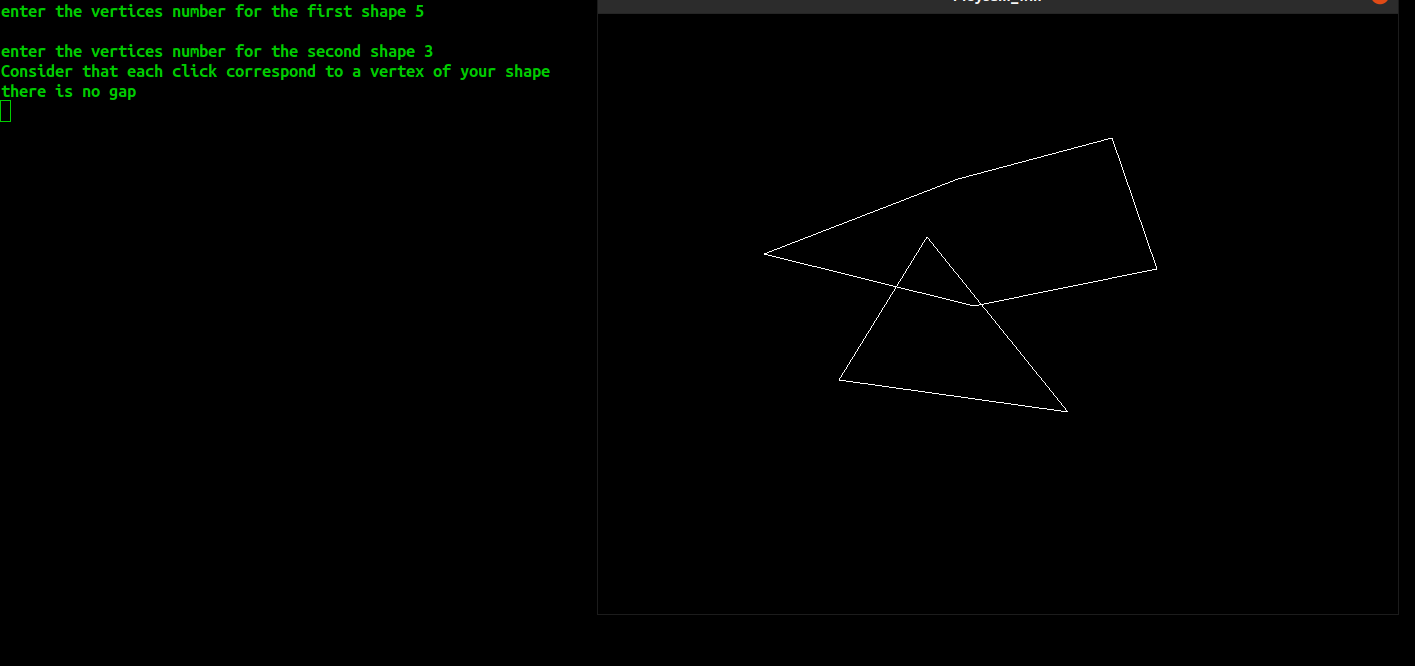 enter the vertices number for the first shape 5
enter the vertices number for the second shape 3
Consider that each click correspond to a vertex of your shape
there is no gap